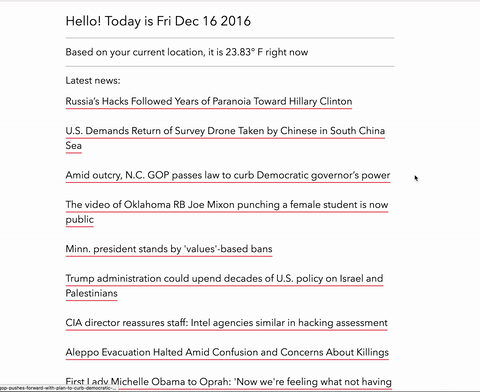 Hello! Today is Fri Dec 16 2016
Based on your current location, it is 23.83° F right now
Latest news:
Russia's Hacks Followed Years of Paranoia Toward Hillary Clinton
U.S. Demands Return of Survey Drone Taken by Chinese in South China
Sea
Amid outcry, N.C. GOP passes law to curb Democratic governor's power
The video of Oklahoma RB Joe Mixon punching a female student is now
public
Minn. president stands by 'values'-based bans
Trump administration could upend decades of U.S. policy on Israel and
Palestinians
CIA director reassures staff: Intel agencies similar in hacking assessment
Aleppo Evacuation Halted Amid Confusion and Concerns About Killings
First Lady Michelle Obama to Oprah: 'Now we're feeling what not having
gop-pushes-forward-with-plan-to-curb-democratic-...